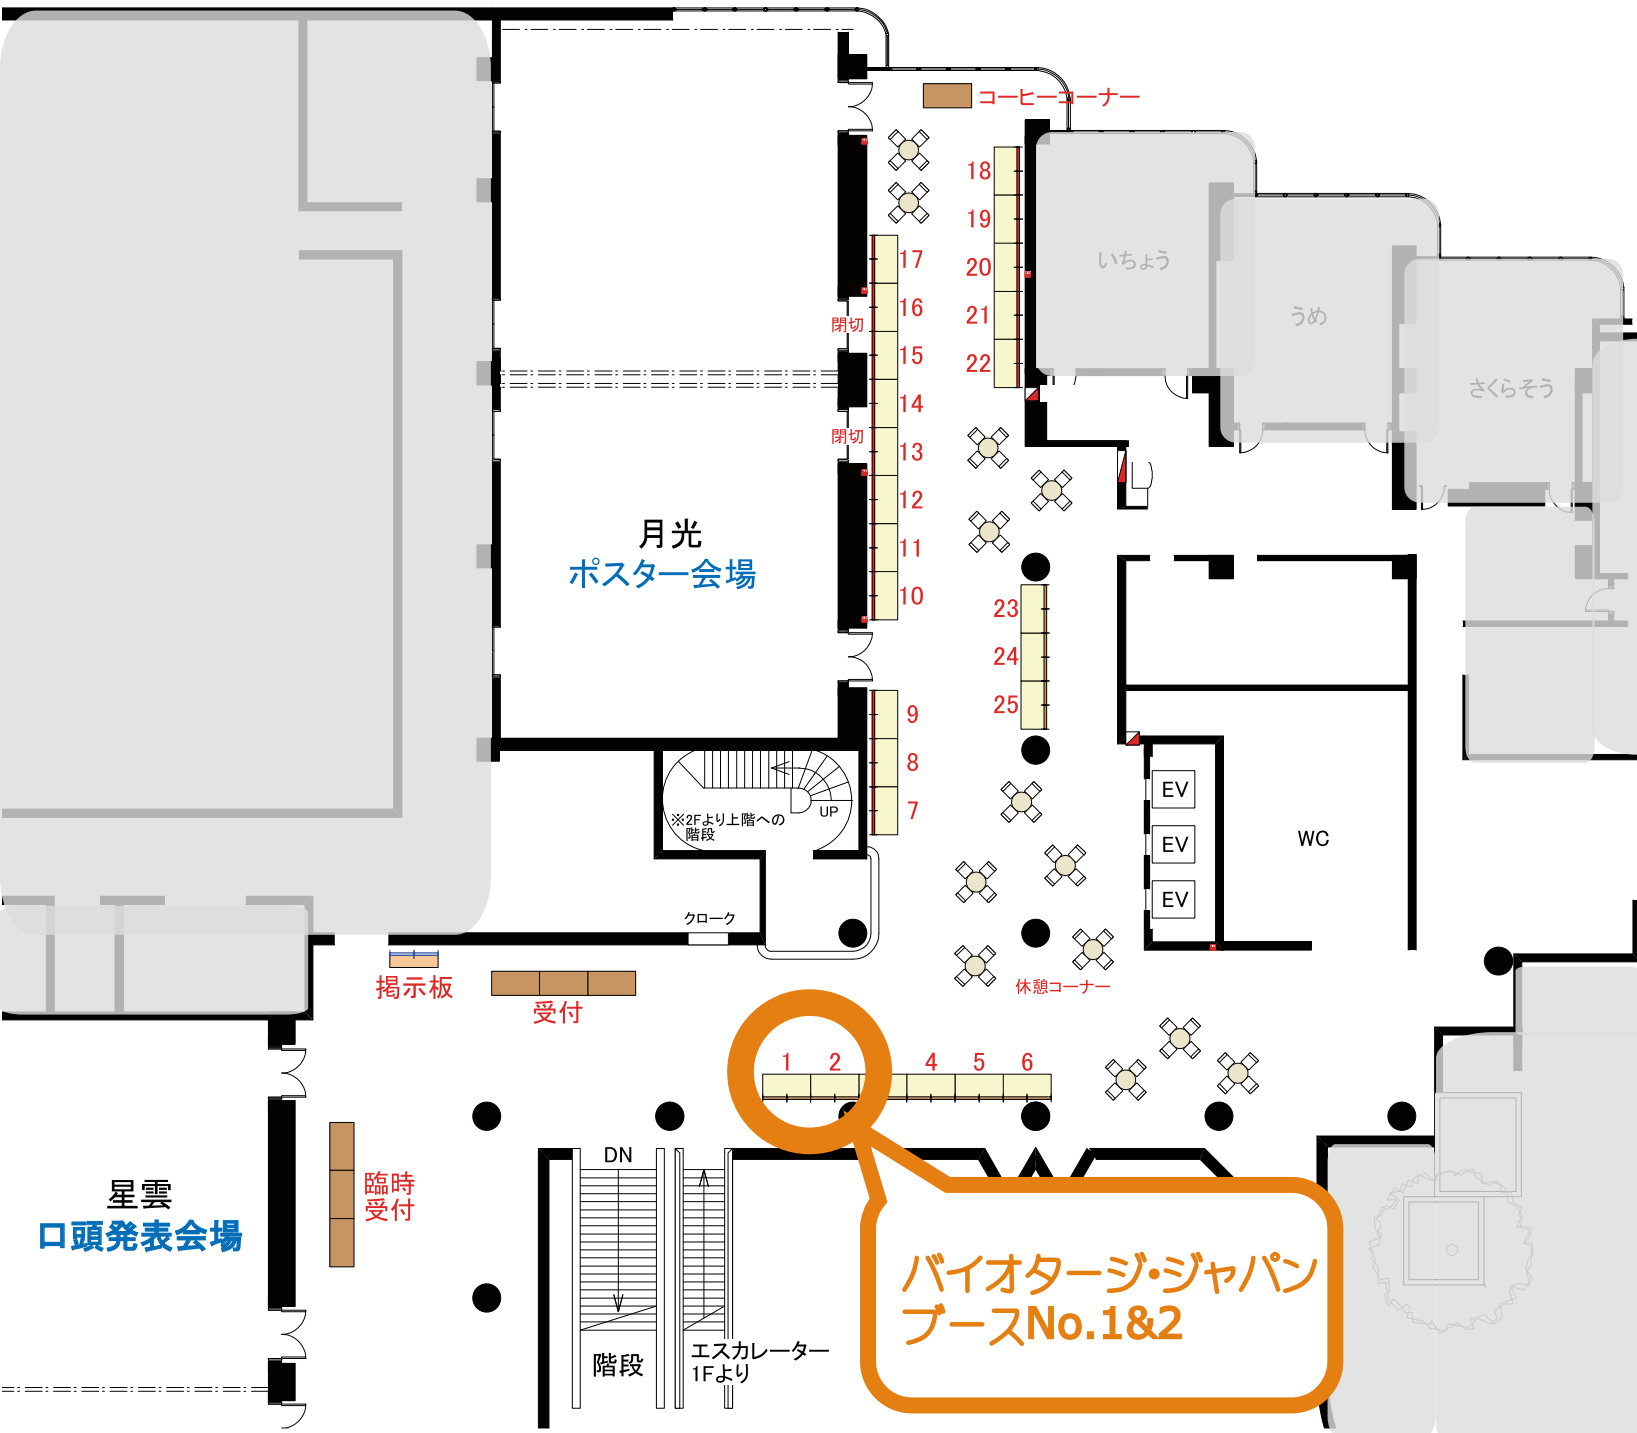 コーヒーコーナー
18
19
20
21
22
17
16
15
14
13
12
11
10
閉切
閉切
いちょう
うめ
さくらそう
月光
ポスター会場
23
24
25
9
8
7
UP
※2Fより上階への
階段
EV
EV
EV
WC
クローク
掲示板
受付
休憩コーナー
1
2
4
5
6
星雲
口頭発表会場
臨時
受付
DN
階段
エスカレーター
1Fより
バイオタージ・ジャパン
ブースNo.1&2